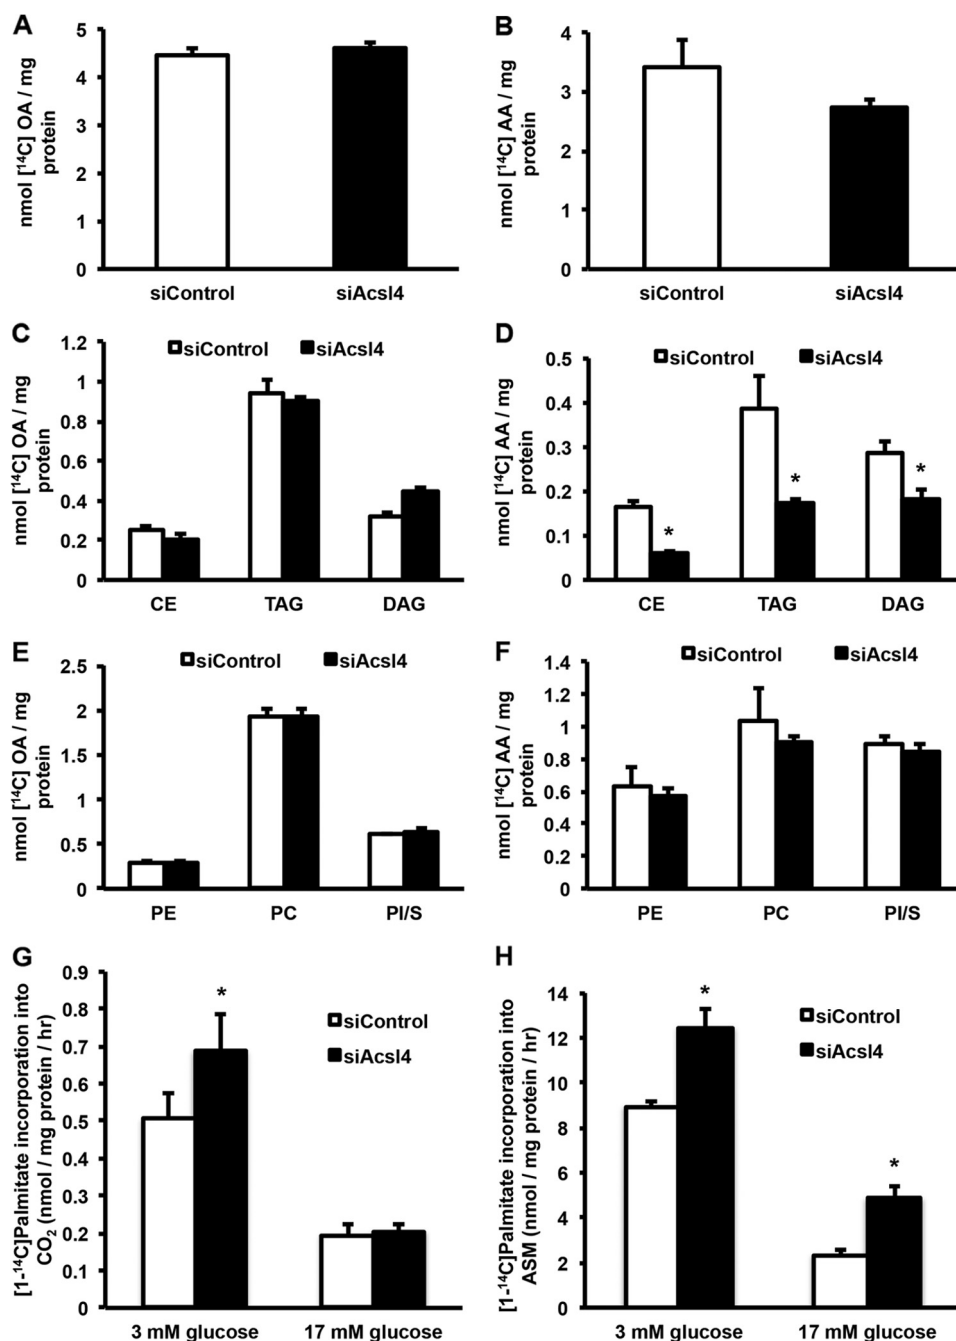 A
nmol [¹⁴C] OA / mg
protein
5
4
3
2
1
0
siControl siAcsl4
B
nmol [¹⁴C] AA / mg
protein
4
3
2
1
0
siControl siAcsl4
C
siControl siAcsl4
nmol [¹⁴C] OA / mg
protein
1.2
1
0.8
0.6
0.4
0.2
0
CE TAG DAG
D
siControl siAcsl4
nmol [¹⁴C] AA / mg
protein
0.5
0.4
0.3
0.2
0.1
0
* * *
CE TAG DAG
E
siControl siAcsl4
nmol [¹⁴C] OA / mg
protein
2.5
2
1.5
1
0.5
0
PE PC PI/S
F
siControl siAcsl4
nmol [¹⁴C] AA / mg
protein
1.4
1.2
1
0.8
0.6
0.4
0.2
0
PE PC PI/S
G
[1-¹⁴C]Palmitate incorporation into
CO₂ (nmol / mg protein / hr)
0.9
0.8
0.7
0.6
0.5
0.4
0.3
0.2
0.1
0
*
siControl
siAcsl4
3 mM glucose 17 mM glucose
H
[1-¹⁴C]Palmitate incorporation into
ASM (nmol / mg protein / hr)
14
12
10
8
6
4
2
0
*
siControl
siAcsl4
*
3 mM glucose 17 mM glucose